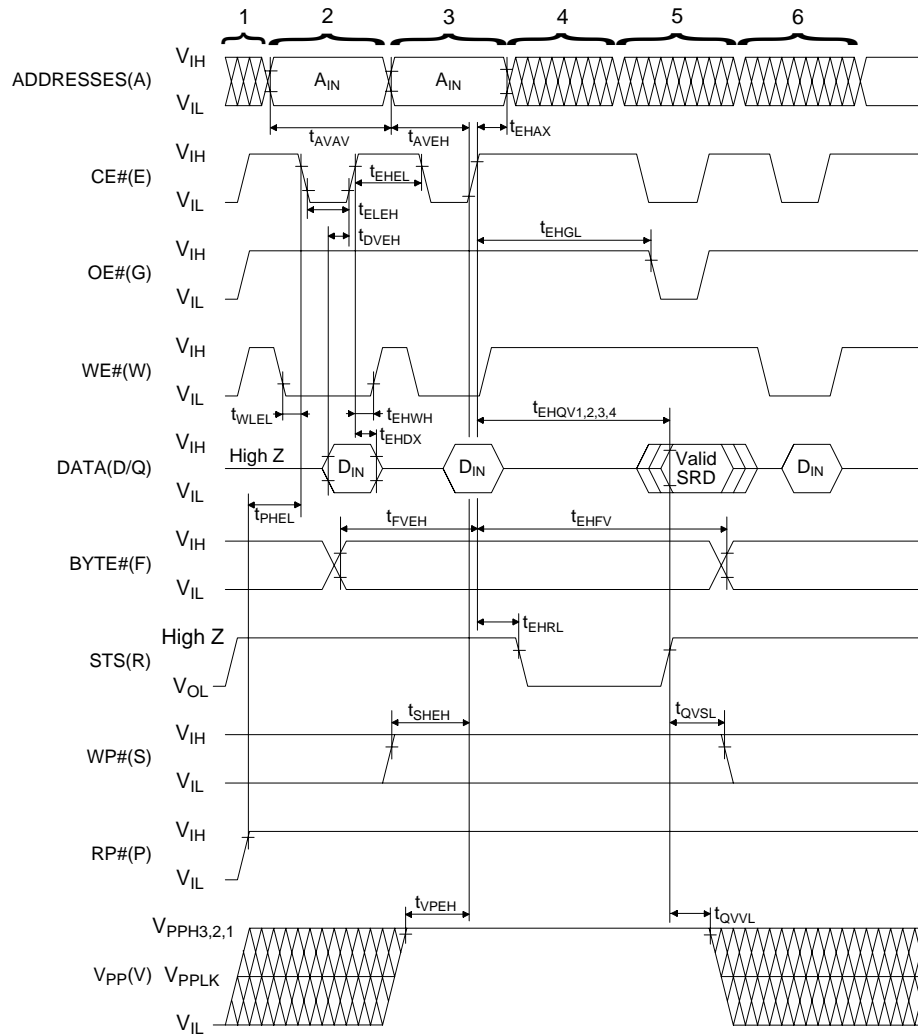 1 2 3 4 5 6
VIH
ADDRESSES(A) AIN AIN
VIL
tAVAV tAVEH tEHAX
VIH
CE#(E) tEHEL
VIL
tELEH
tDVEH tEHGL
VIH
OE#(G)
VIL
VIH
WE#(W)
VIL
tWLEL tEHWH tEHQV1,2,3,4
tEHDX
VIH
DATA(D/Q) High Z DIN DIN Valid SRD DIN
VIL
tPHEL tFVEH tEHFV
VIH
BYTE#(F)
VIL
tEHRL
High Z
STS(R)
VOL
tSHEH tQVSL
VIH
WP#(S)
VIL
VIH
RP#(P)
VIL
tVPEH tQVVL
VPPH3,2,1
VPP(V) VPPLK
VIL